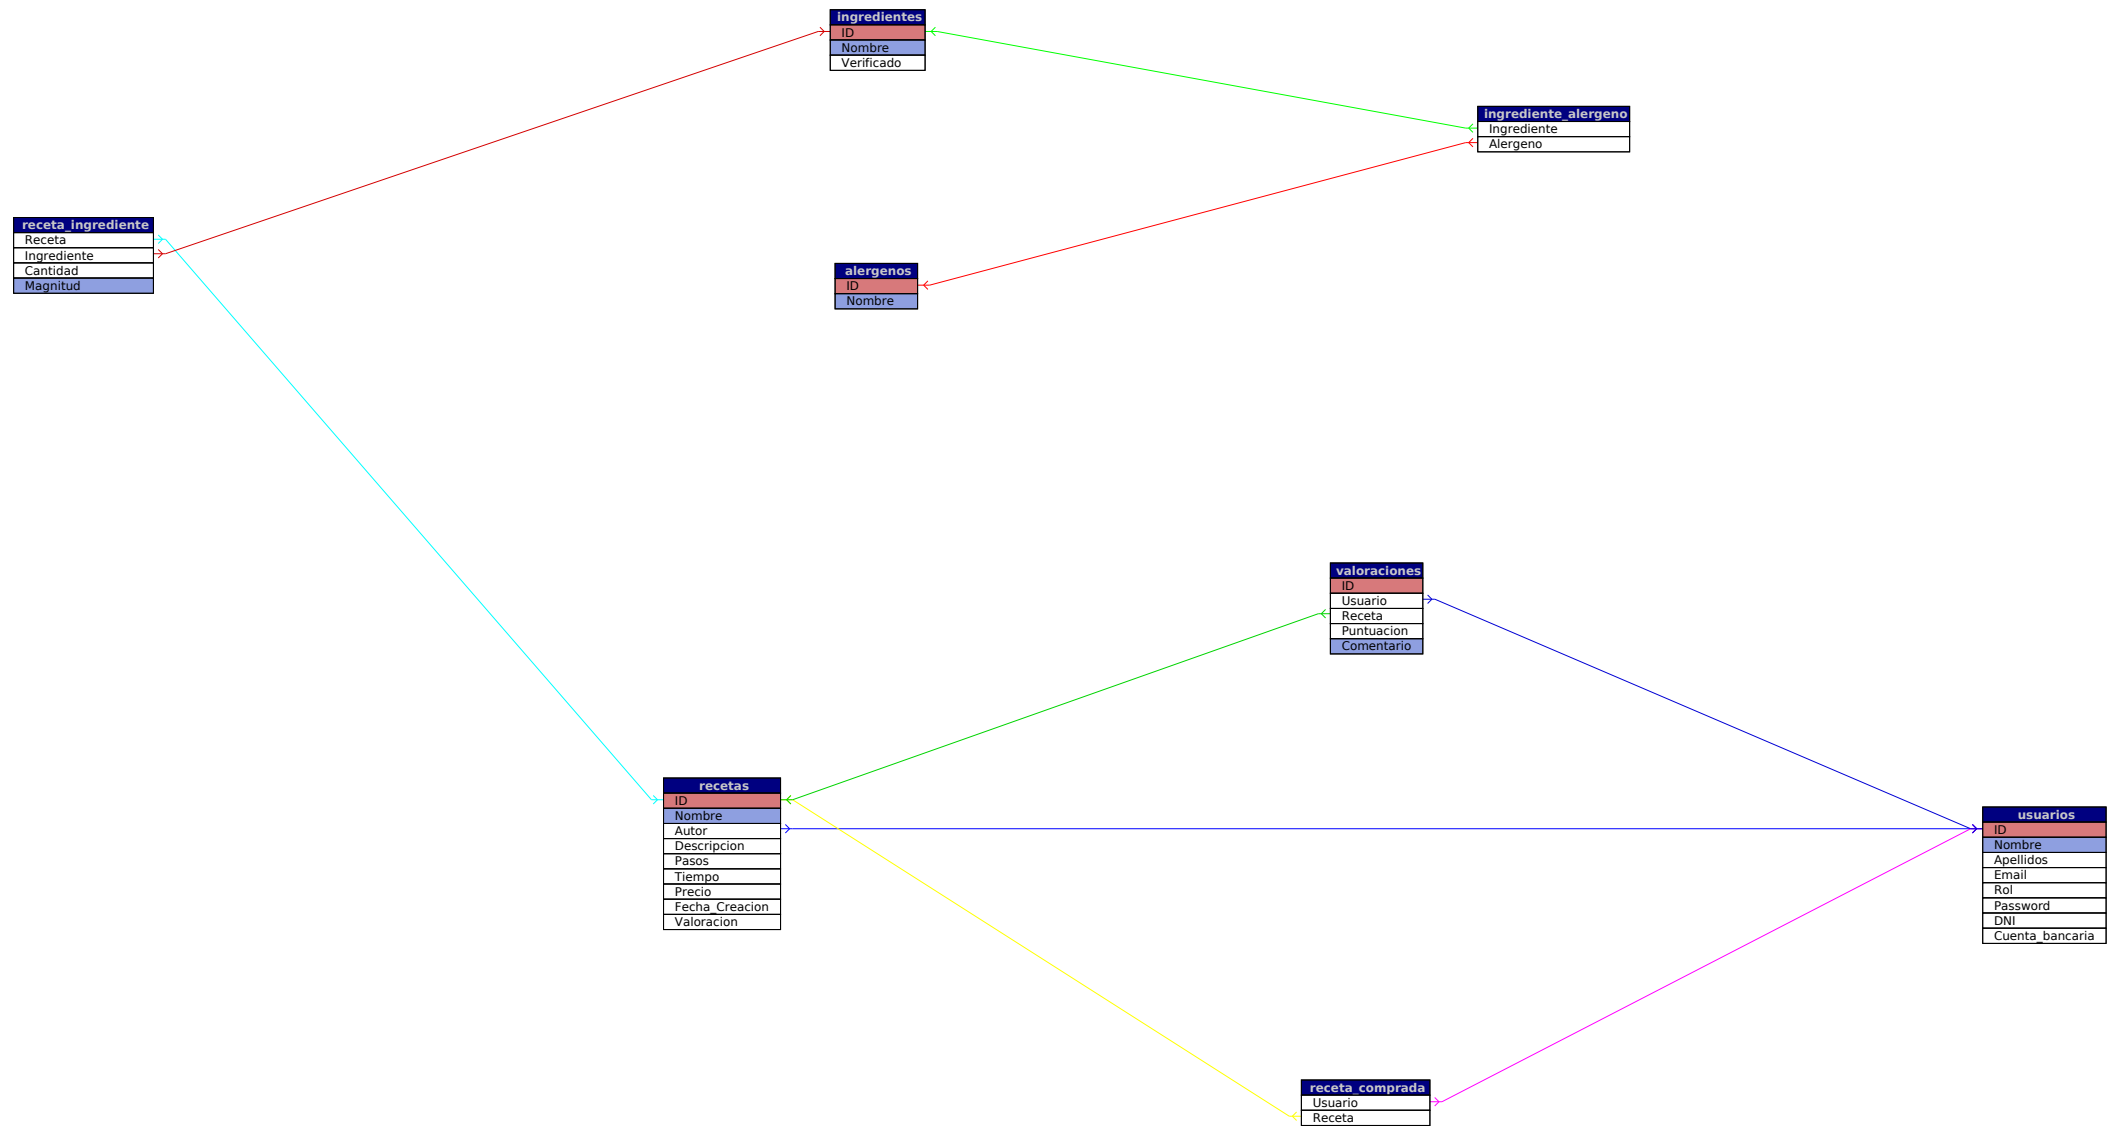 ingredientes
ID
Nombre
Verificado
ingrediente_alergeno
Ingrediente
Alergeno
receta_ingrediente
Receta
Ingrediente
Cantidad
Magnitud
alergenos
ID
Nombre
valoraciones
ID
Usuario
Receta
Puntuacion
Comentario
recetas
ID
Nombre
Autor
Descripcion
Pasos
Tiempo
Precio
Fecha_Creacion
Valoracion
usuarios
ID
Nombre
Apellidos
Email
Rol
Password
DNI
Cuenta_bancaria
receta_comprada
Usuario
Receta